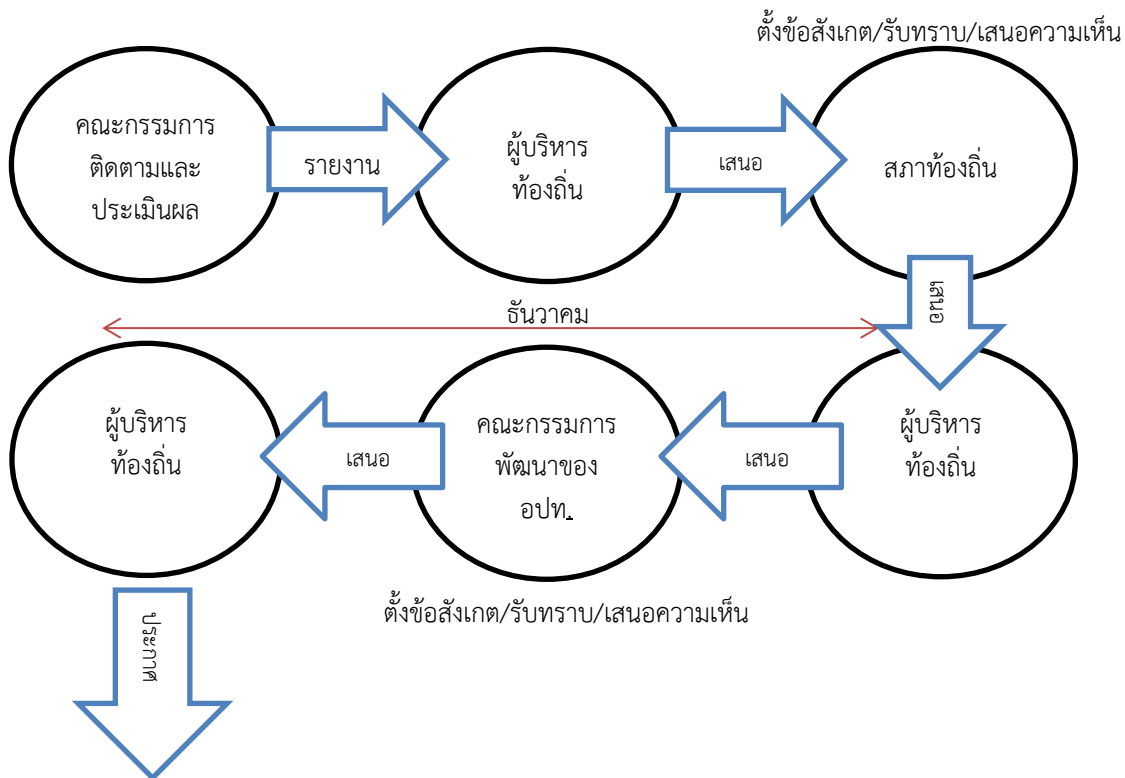 ตั้งข้อสังเกต/รับทราบ/เสนอความเห็น
คณะกรรมการ
ติดตามและ
ประเมินผล
รายงาน
ผู้บริหาร
ท้องถิ่น
เสนอ
สภาท้องถิ่น
เสนอ
ธันวาคม
ผู้บริหาร
ท้องถิ่น
เสนอ
คณะกรรมการ
พัฒนาของ
อปท.
เสนอ
ผู้บริหาร
ท้องถิ่น
ตั้งข้อสังเกต/รับทราบ/เสนอความเห็น
ประกาศ